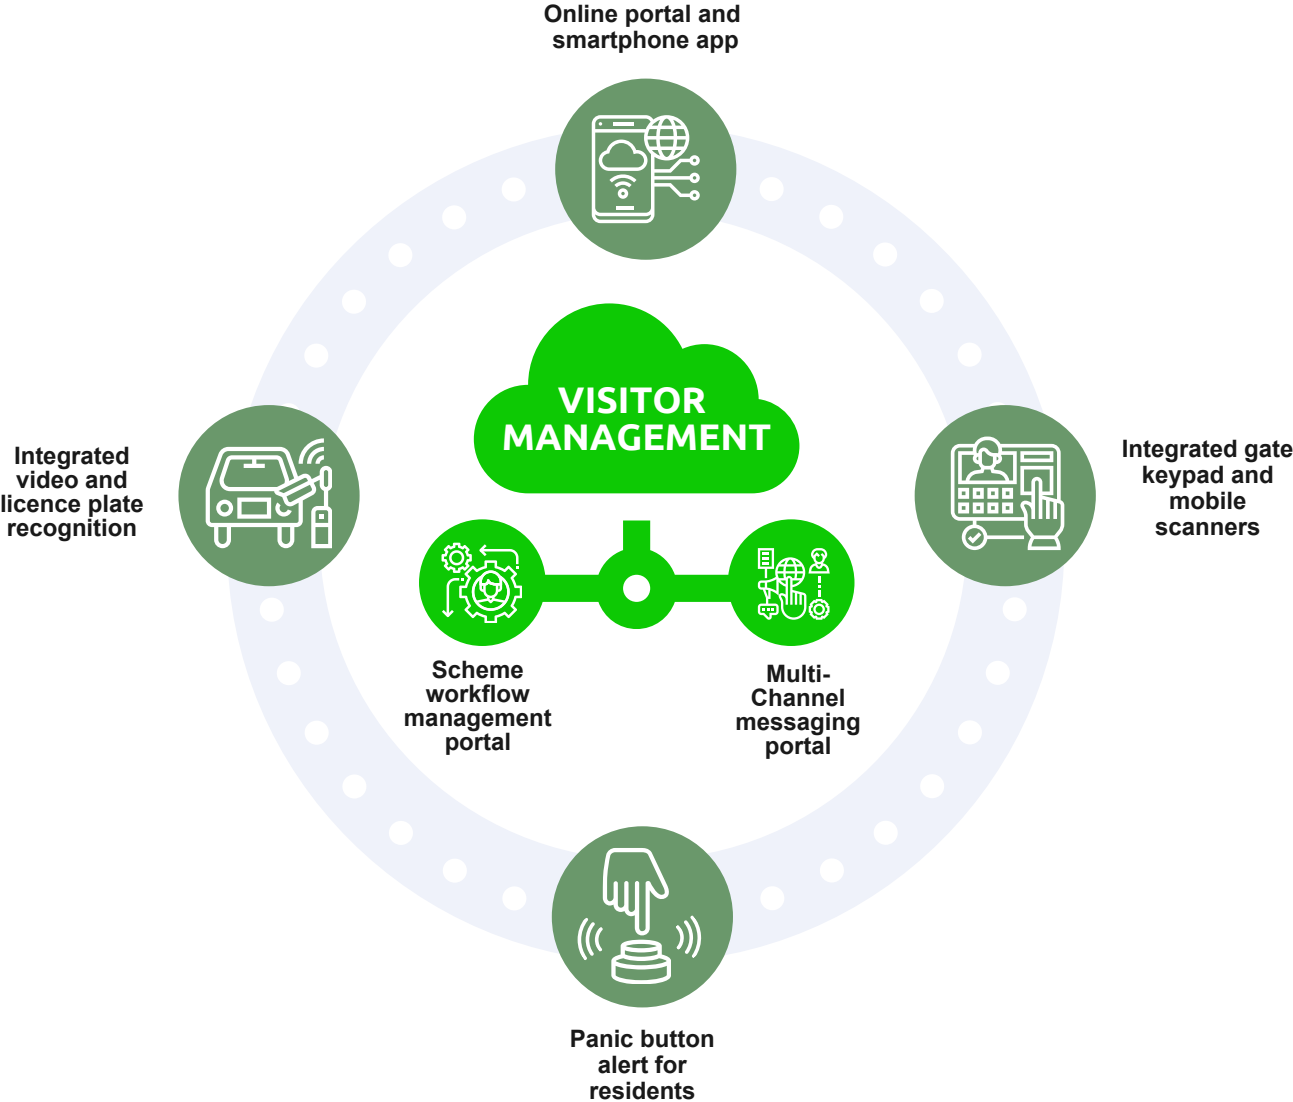 Online portal and
smartphone app
VISITOR
MANAGEMENT
Integrated
video and
licence plate
recognition
Integrated gate
keypad and
mobile
scanners
Scheme
workflow
management
portal
Multi-
Channel
messaging
portal
Panic button
alert for
residents